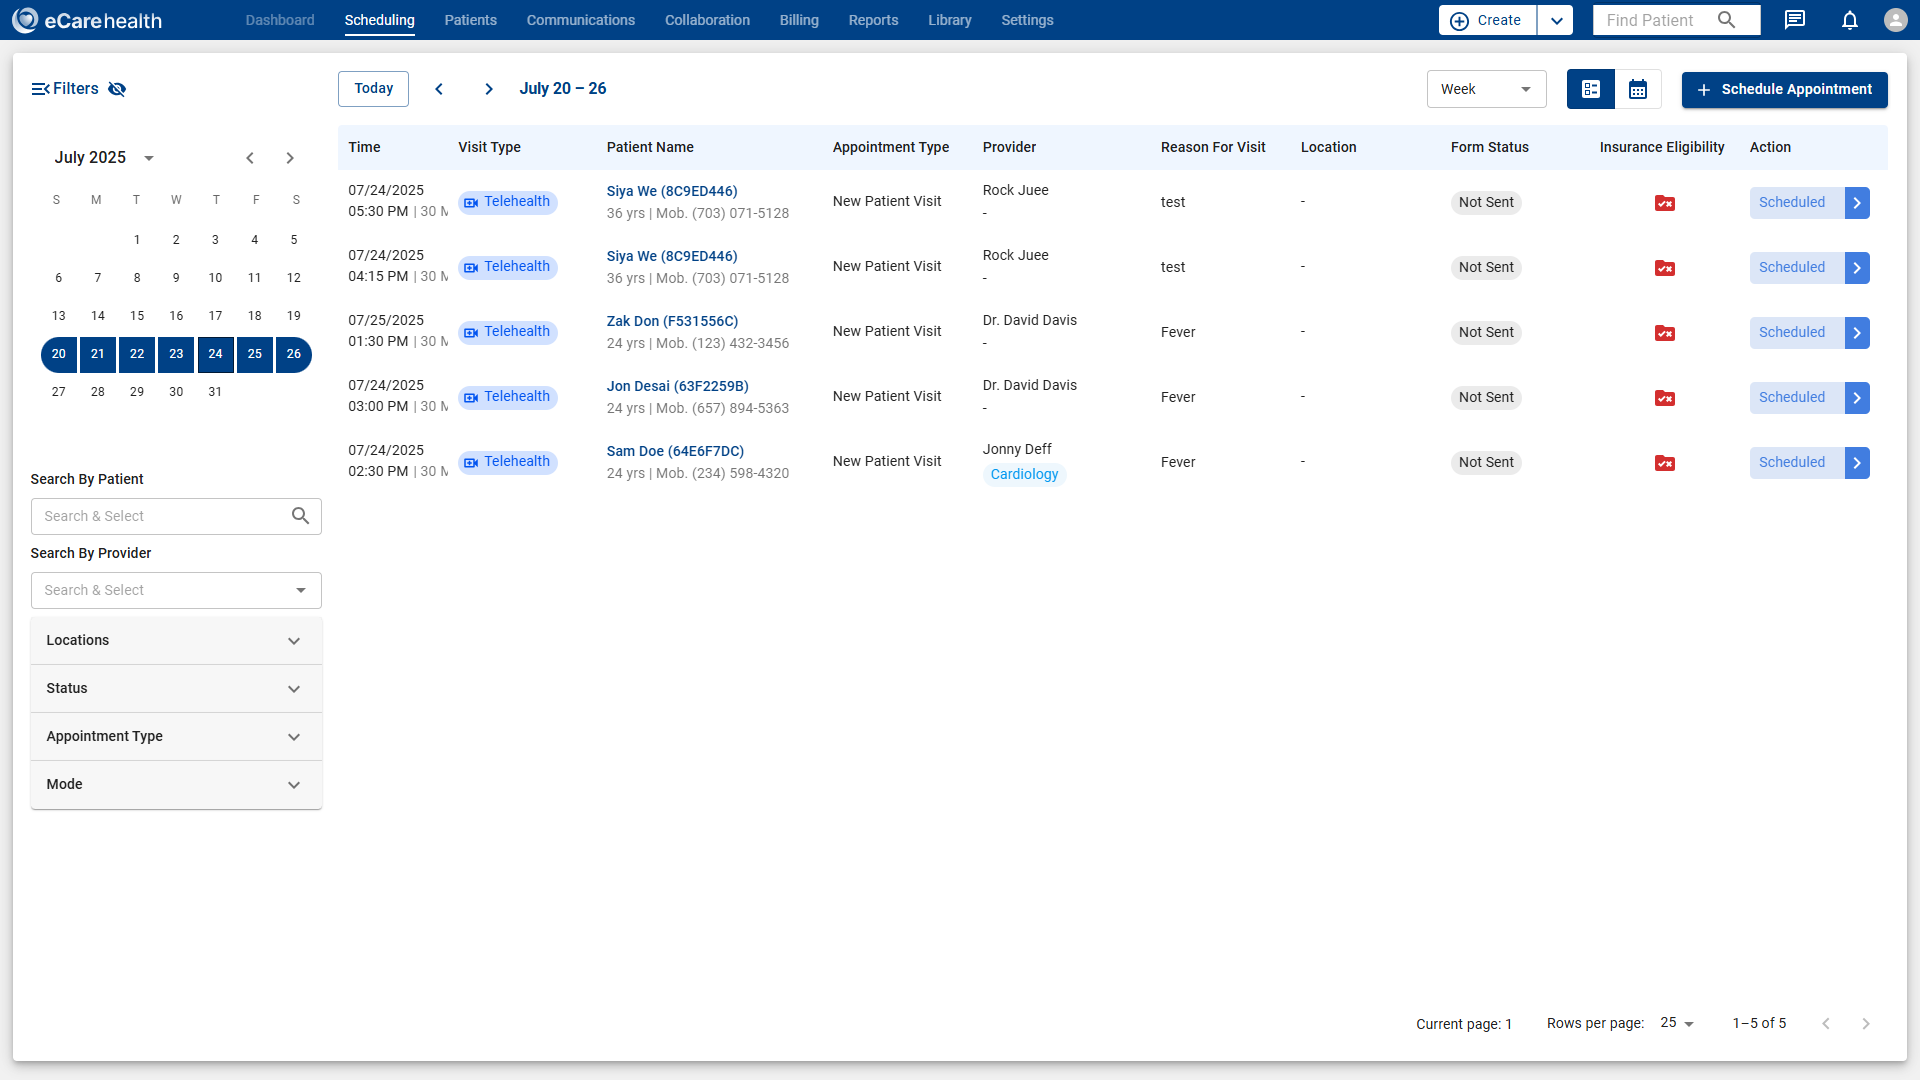 eCarehealth
Dashboard Scheduling Patients Communications Collaboration Billing Reports Library Settings
Create
Find Patient
Filters
Today
July 20 – 26
Week
Schedule Appointment
July 2025
S M T W T F S
1 2 3 4 5
6 7 8 9 10 11 12
13 14 15 16 17 18 19
20 21 22 23 24 25 26
27 28 29 30 31
Search By Patient
Search & Select
Search By Provider
Search & Select
Locations
Status
Appointment Type
Mode
Time Visit Type Patient Name Appointment Type Provider Reason For Visit Location Form Status Insurance Eligibility Action
07/24/2025
05:30 PM | 30 M
Telehealth
Siya We (8C9ED446)
36 yrs | Mob. (703) 071-5128
New Patient Visit
Rock Juee
-
test
-
Not Sent
Scheduled
07/24/2025
04:15 PM | 30 M
Telehealth
Siya We (8C9ED446)
36 yrs | Mob. (703) 071-5128
New Patient Visit
Rock Juee
-
test
-
Not Sent
Scheduled
07/25/2025
01:30 PM | 30 M
Telehealth
Zak Don (F531556C)
24 yrs | Mob. (123) 432-3456
New Patient Visit
Dr. David Davis
-
Fever
-
Not Sent
Scheduled
07/24/2025
03:00 PM | 30 M
Telehealth
Jon Desai (63F2259B)
24 yrs | Mob. (657) 894-5363
New Patient Visit
Dr. David Davis
-
Fever
-
Not Sent
Scheduled
07/24/2025
02:30 PM | 30 M
Telehealth
Sam Doe (64E6F7DC)
24 yrs | Mob. (234) 598-4320
New Patient Visit
Jonny Deff
Cardiology
Fever
-
Not Sent
Scheduled
Current page: 1 Rows per page: 25 1–5 of 5